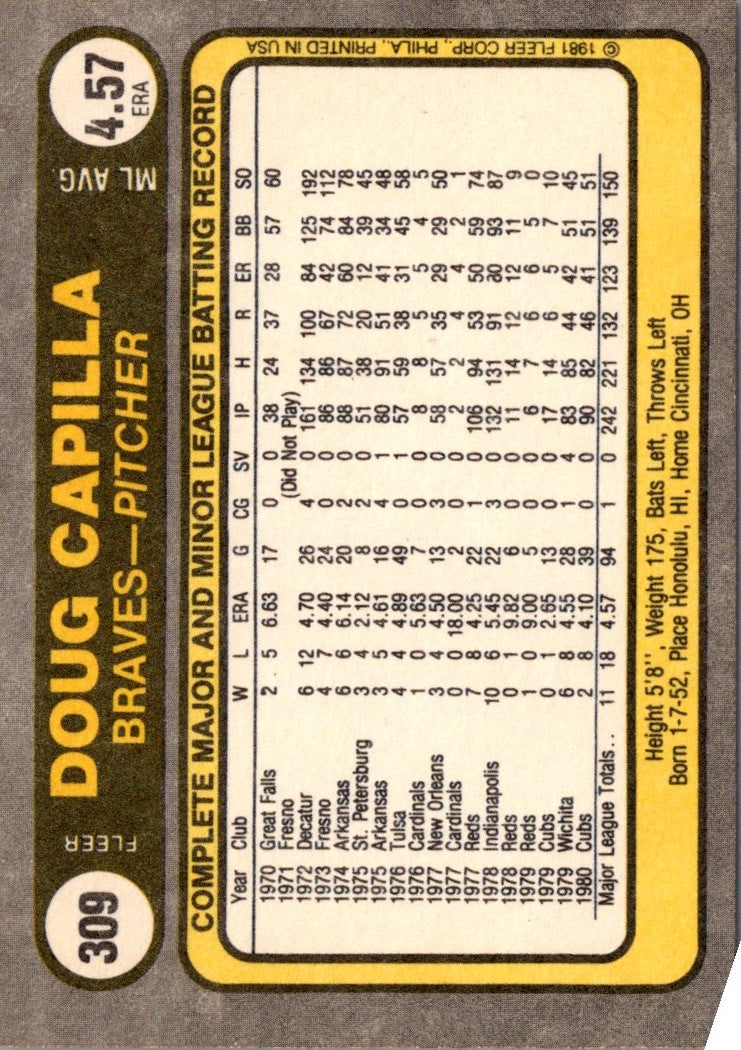 309
FLEER
DOUG CAPILLA
BRAVES—PITCHER
ML AVG.
4.57
ERA
COMPLETE MAJOR AND MINOR LEAGUE BATTING RECORD
Year Club W L ERA G CG SV IP H R ER BB SO
1970 Great Falls 2 5 6.63 17 0 0 38 24 37 28 57 60
1971 Fresno (Did Not Play)
1972 Decatur 6 12 4.70 26 4 0 161 134 100 84 125 192
1973 Fresno 4 7 4.40 24 0 0 86 86 67 42 74 112
1974 Arkansas 6 6 6.14 20 2 0 88 87 72 60 84 78
1975 St. Petersburg 3 4 2.12 8 2 0 51 38 20 12 39 45
1975 Arkansas 3 5 4.61 16 4 1 80 91 51 41 34 48
1976 Tulsa 4 4 4.89 49 0 1 57 59 38 31 45 58
1976 Cardinals 1 0 5.63 7 0 0 8 8 5 5 4 5
1977 New Orleans 3 4 4.50 13 3 0 58 57 35 29 29 50
1977 Cardinals 0 0 18.00 2 0 0 2 2 4 4 2 1
1977 Reds 7 8 4.25 22 1 0 106 94 53 50 59 74
1978 Indianapolis 10 6 5.45 22 3 0 132 131 91 80 93 87
1978 Reds 0 1 9.82 6 0 0 11 14 12 12 11 9
1979 Reds 1 0 9.00 5 0 0 6 7 6 6 5 0
1979 Cubs 0 1 2.65 13 0 0 17 14 6 5 7 10
1979 Wichita 6 8 4.55 28 1 4 83 85 44 42 51 45
1980 Cubs 2 8 4.10 39 0 0 90 82 46 41 51 51
Major League Totals.. 11 18 4.57 94 1 0 242 221 132 123 139 150
Height 5'8'', Weight 175, Bats Left, Throws Left
Born 1-7-52, Place Honolulu, HI, Home Cincinnati, OH
© 1981 FLEER CORP., PHILA., PRINTED IN USA